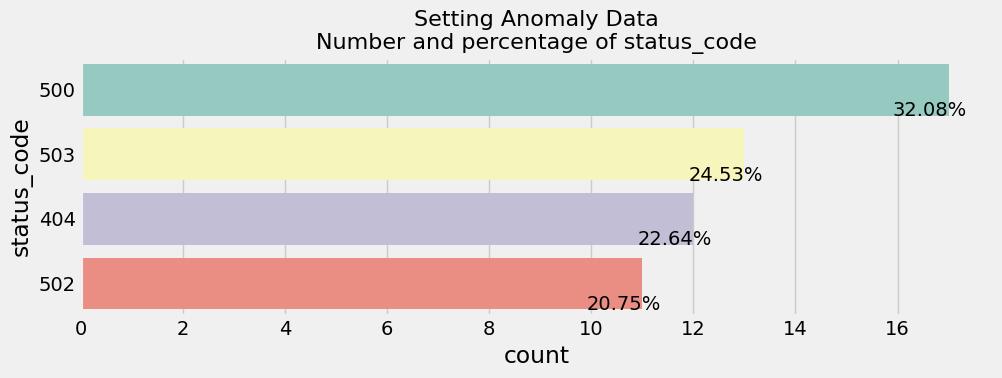 Setting Anomaly Data
Number and percentage of status_code
status_code
500
32.08%
503
24.53%
404
22.64%
502
20.75%
0 2 4 6 8 10 12 14 16
count